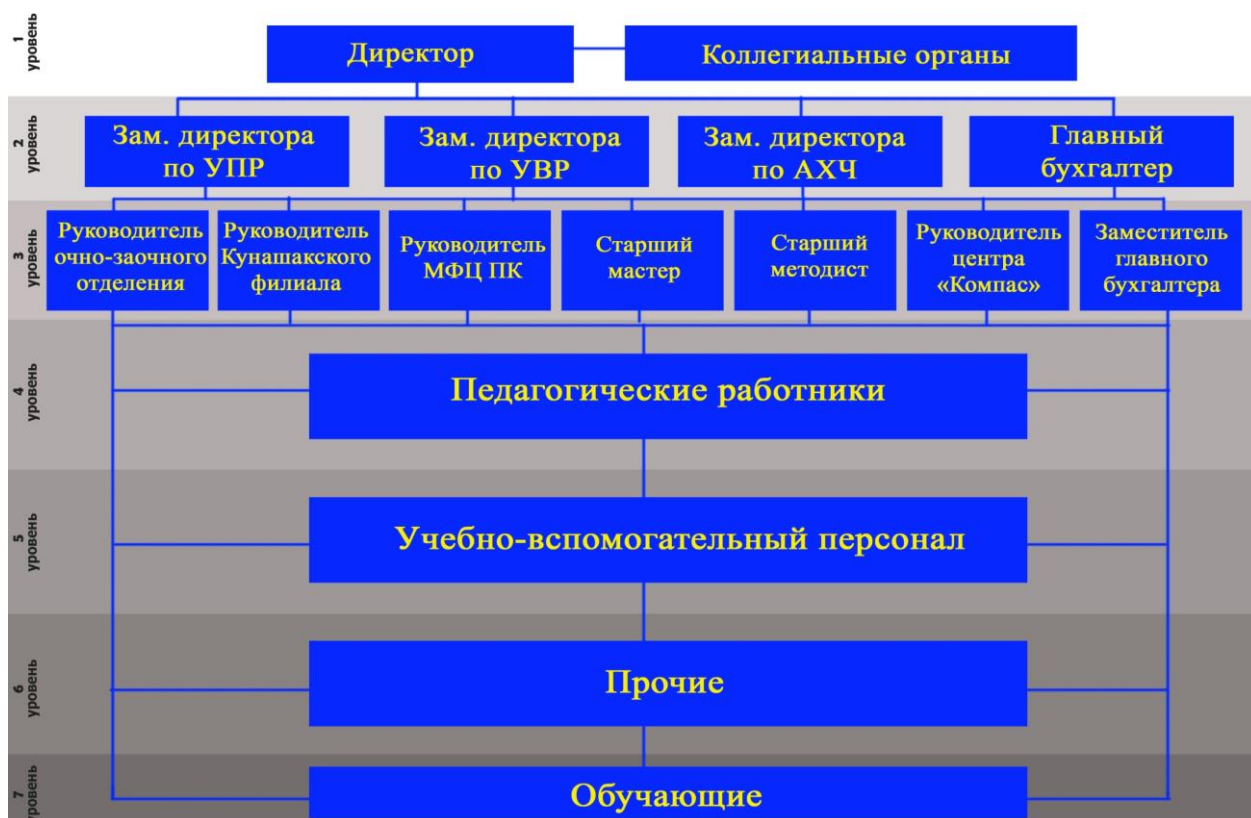 1
уровень
Директор
Коллегиальные органы
2
уровень
Зам. директора
по УПР
Зам. директора
по УВР
Зам. директора
по АХЧ
Главный
бухгалтер
3
уровень
Руководитель
очно-заочного
отделения
Руководитель
Кунашакского
филиала
Руководитель
МФЦ ПК
Старший
мастер
Старший
методист
Руководитель
центра
«Компас»
Заместитель
главного
бухгалтера
4
уровень
Педагогические работники
5
уровень
Учебно-вспомогательный персонал
6
уровень
Прочие
7
уровень
Обучающие